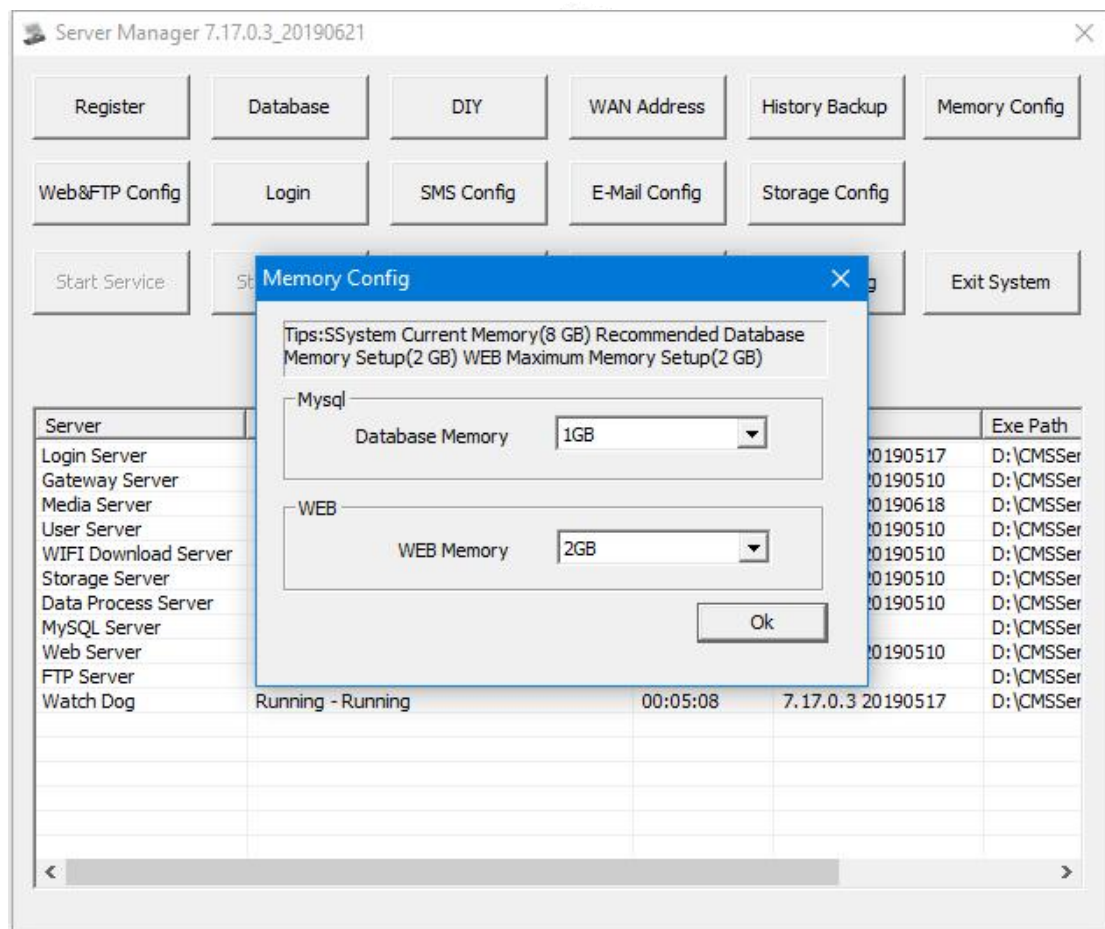 Server Manager 7.17.0.3_20190621
Register Database DIY WAN Address History Backup Memory Config
Web&FTP Config Login SMS Config E-Mail Config Storage Config
Start Service St g Exit System
Memory Config
Tips:SSystem Current Memory(8 GB) Recommended Database
Memory Setup(2 GB) WEB Maximum Memory Setup(2 GB)
Mysql
Database Memory 1GB
WEB
WEB Memory 2GB
Ok
Server Exe Path
Login Server 20190517 D:\CMSSer
Gateway Server 20190510 D:\CMSSer
Media Server 20190618 D:\CMSSer
User Server 20190510 D:\CMSSer
WIFI Download Server 20190510 D:\CMSSer
Storage Server 20190510 D:\CMSSer
Data Process Server 20190510 D:\CMSSer
MySQL Server D:\CMSSer
Web Server 20190510 D:\CMSSer
FTP Server D:\CMSSer
Watch Dog Running - Running 00:05:08 7.17.0.3 20190517 D:\CMSSer